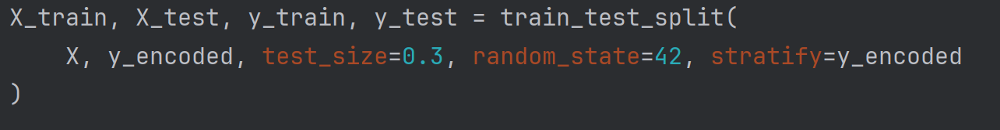 X_train, X_test, y_train, y_test = train_test_split(
    X, y_encoded, test_size=0.3, random_state=42, stratify=y_encoded
)